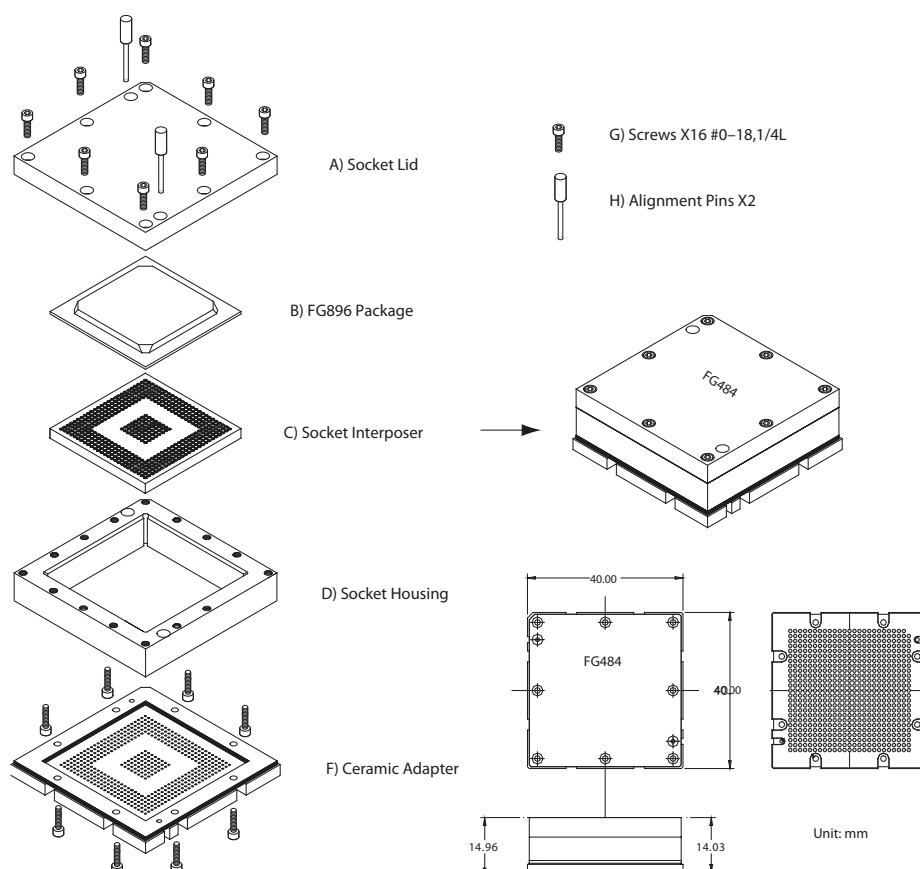 G) Screws X16 #0–18,1/4L
A) Socket Lid
H) Alignment Pins X2
B) FG896 Package
FG484
C) Socket Interposer
D) Socket Housing
40.00
FG484
40.00
F) Ceramic Adapter
Unit: mm
14.96
14.03